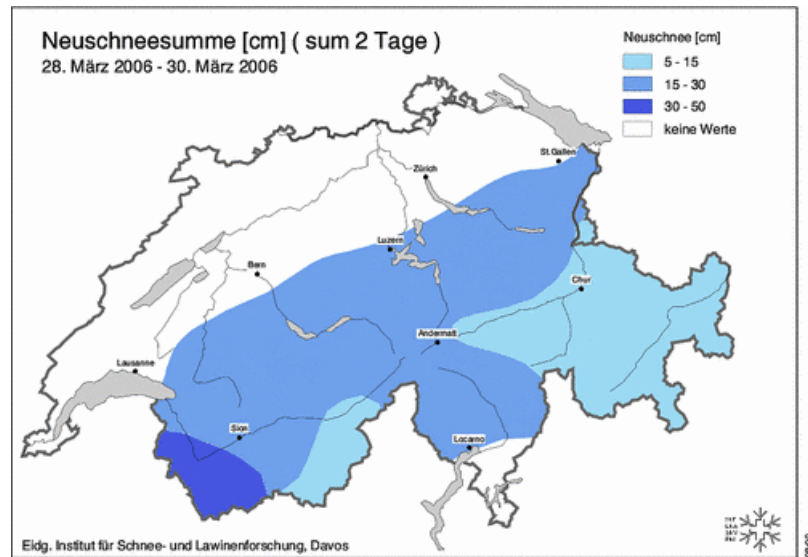 Neuschneesumme [cm] ( sum 2 Tage )
28. März 2006 - 30. März 2006
Neuschnee [cm]
5 - 15
15 - 30
30 - 50
keine Werte
St.Gallen
Zürich
Luzern
Bern
Chur
Andermatt
Lausanne
Sion
Locarno
Eidg. Institut für Schnee- und Lawinenforschung, Davos